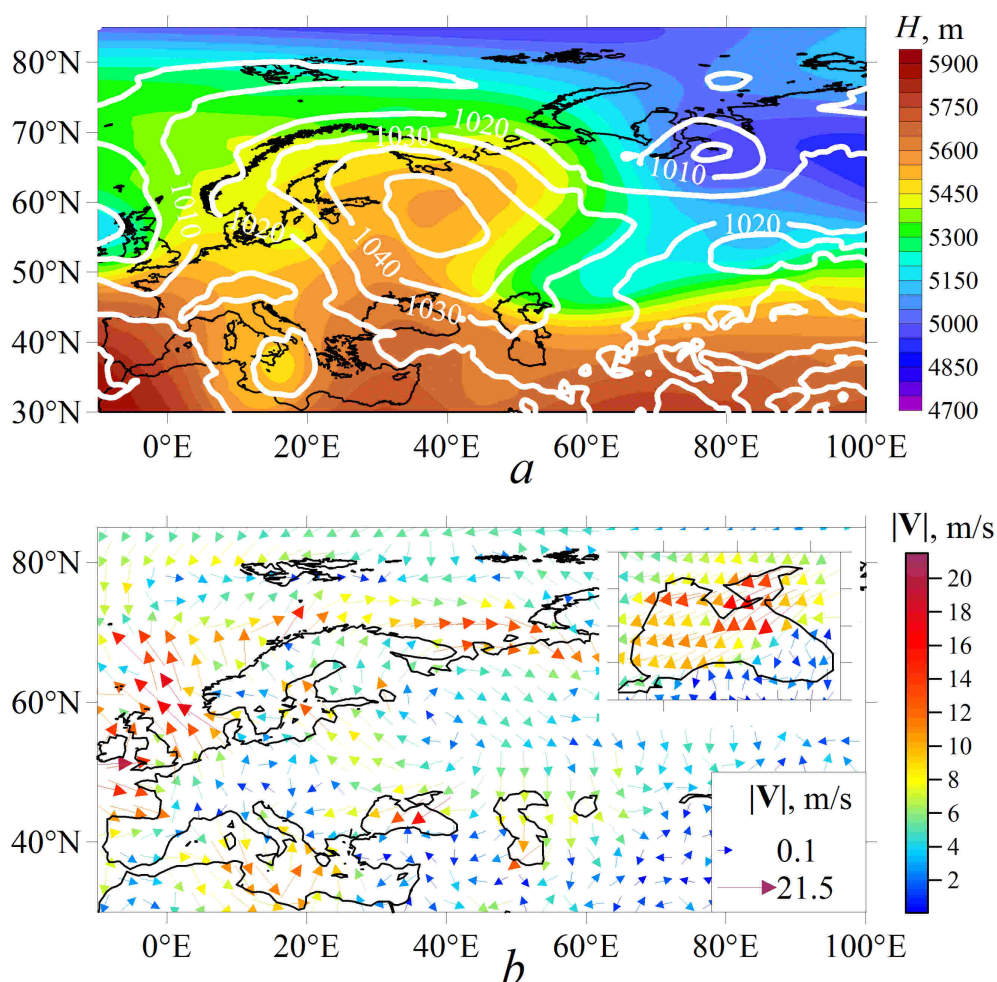 H, m
80°N
70°N
60°N
50°N
40°N
30°N
1020
1030
1010
1010
1020
1020
1040
1030
5900
5750
5600
5450
5300
5150
5000
4850
4700
0°E
20°E
40°E
60°E
80°E
100°E
a
|V|, m/s
80°N
60°N
40°N
20
18
16
14
12
10
8
6
4
2
|V|, m/s
0.1
21.5
0°E
20°E
40°E
60°E
80°E
100°E
b